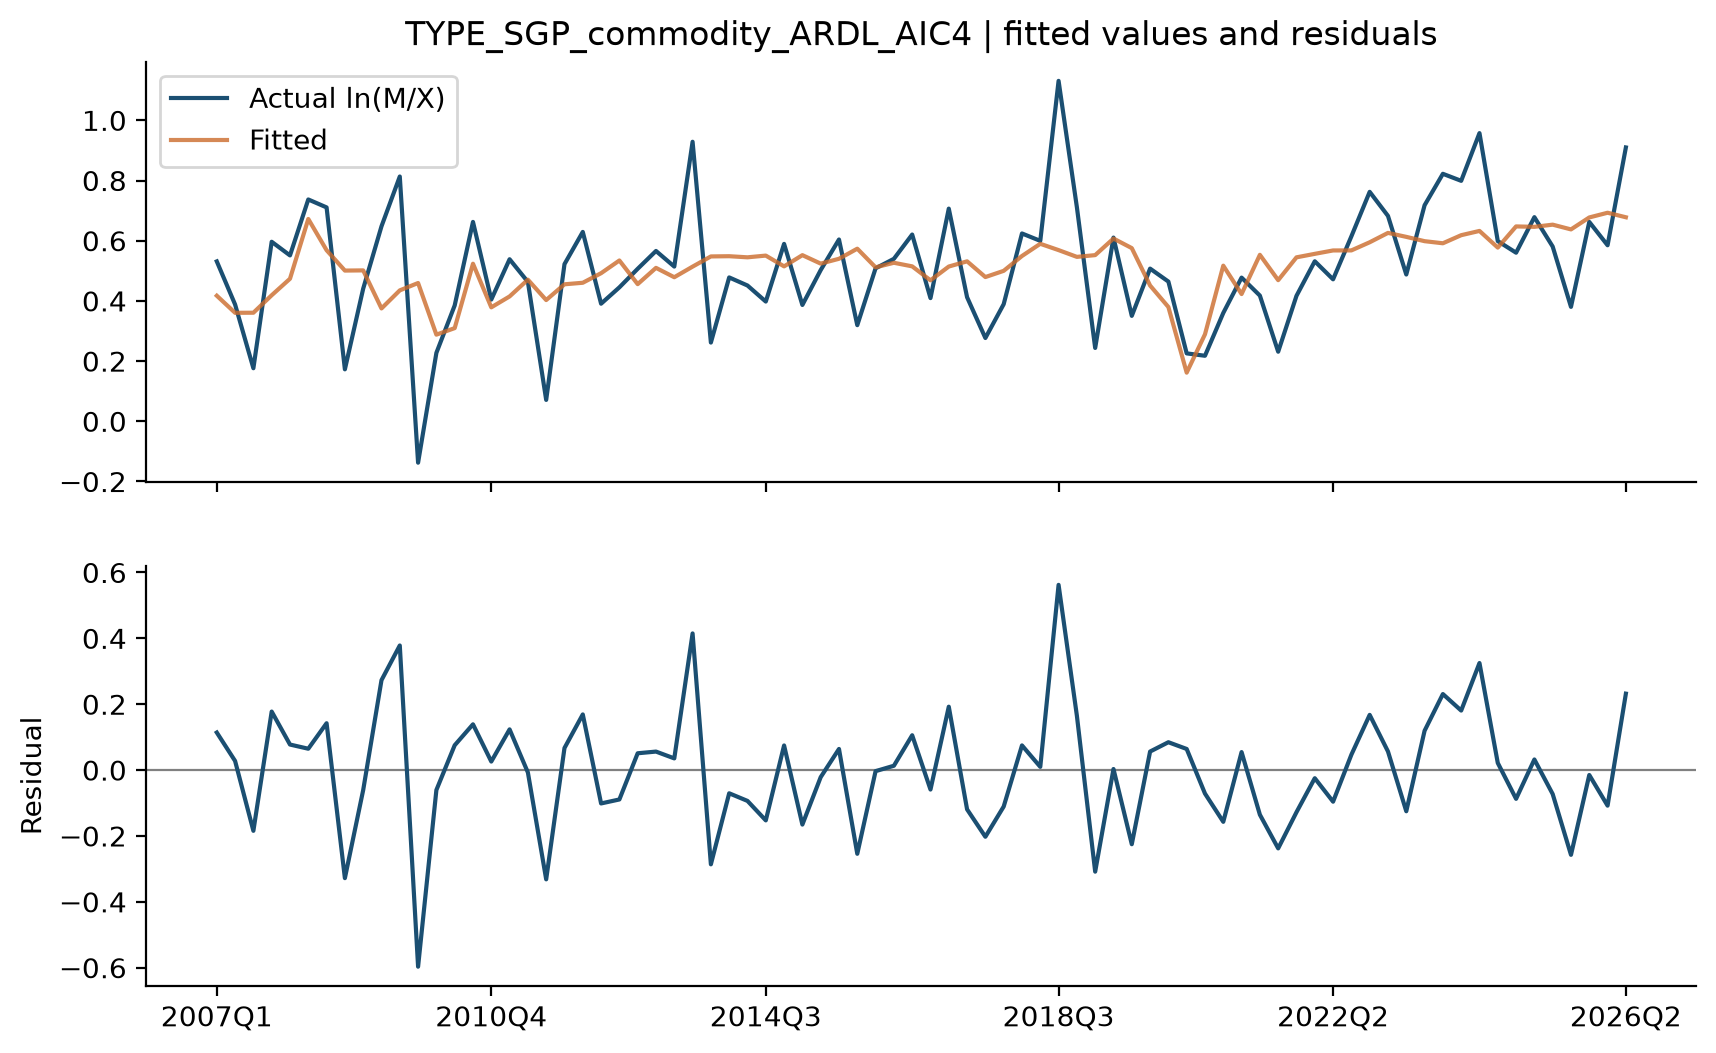 TYPE_SGP_commodity_ARDL_AIC4 | fitted values and residuals
Actual ln(M/X)
Fitted
1.0
0.8
0.6
0.4
0.2
0.0
−0.2
0.6
0.4
0.2
0.0
−0.2
−0.4
−0.6
Residual
2007Q1 2010Q4 2014Q3 2018Q3 2022Q2 2026Q2